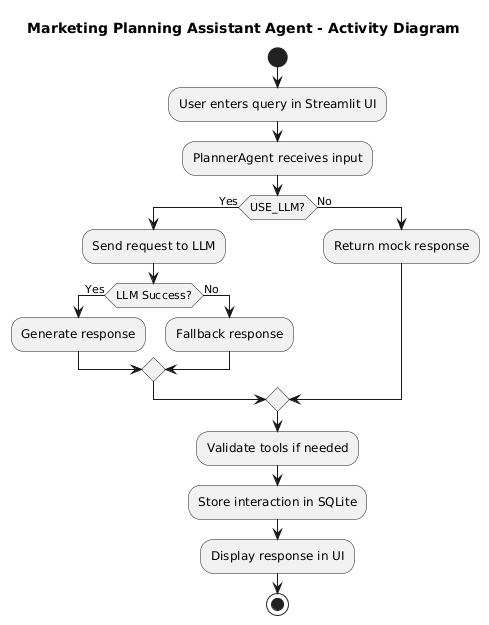 Marketing Planning Assistant Agent - Activity Diagram
User enters query in Streamlit UI
PlannerAgent receives input
Yes
USE_LLM?
No
Send request to LLM
Return mock response
Yes
LLM Success?
No
Generate response
Fallback response
Validate tools if needed
Store interaction in SQLite
Display response in UI